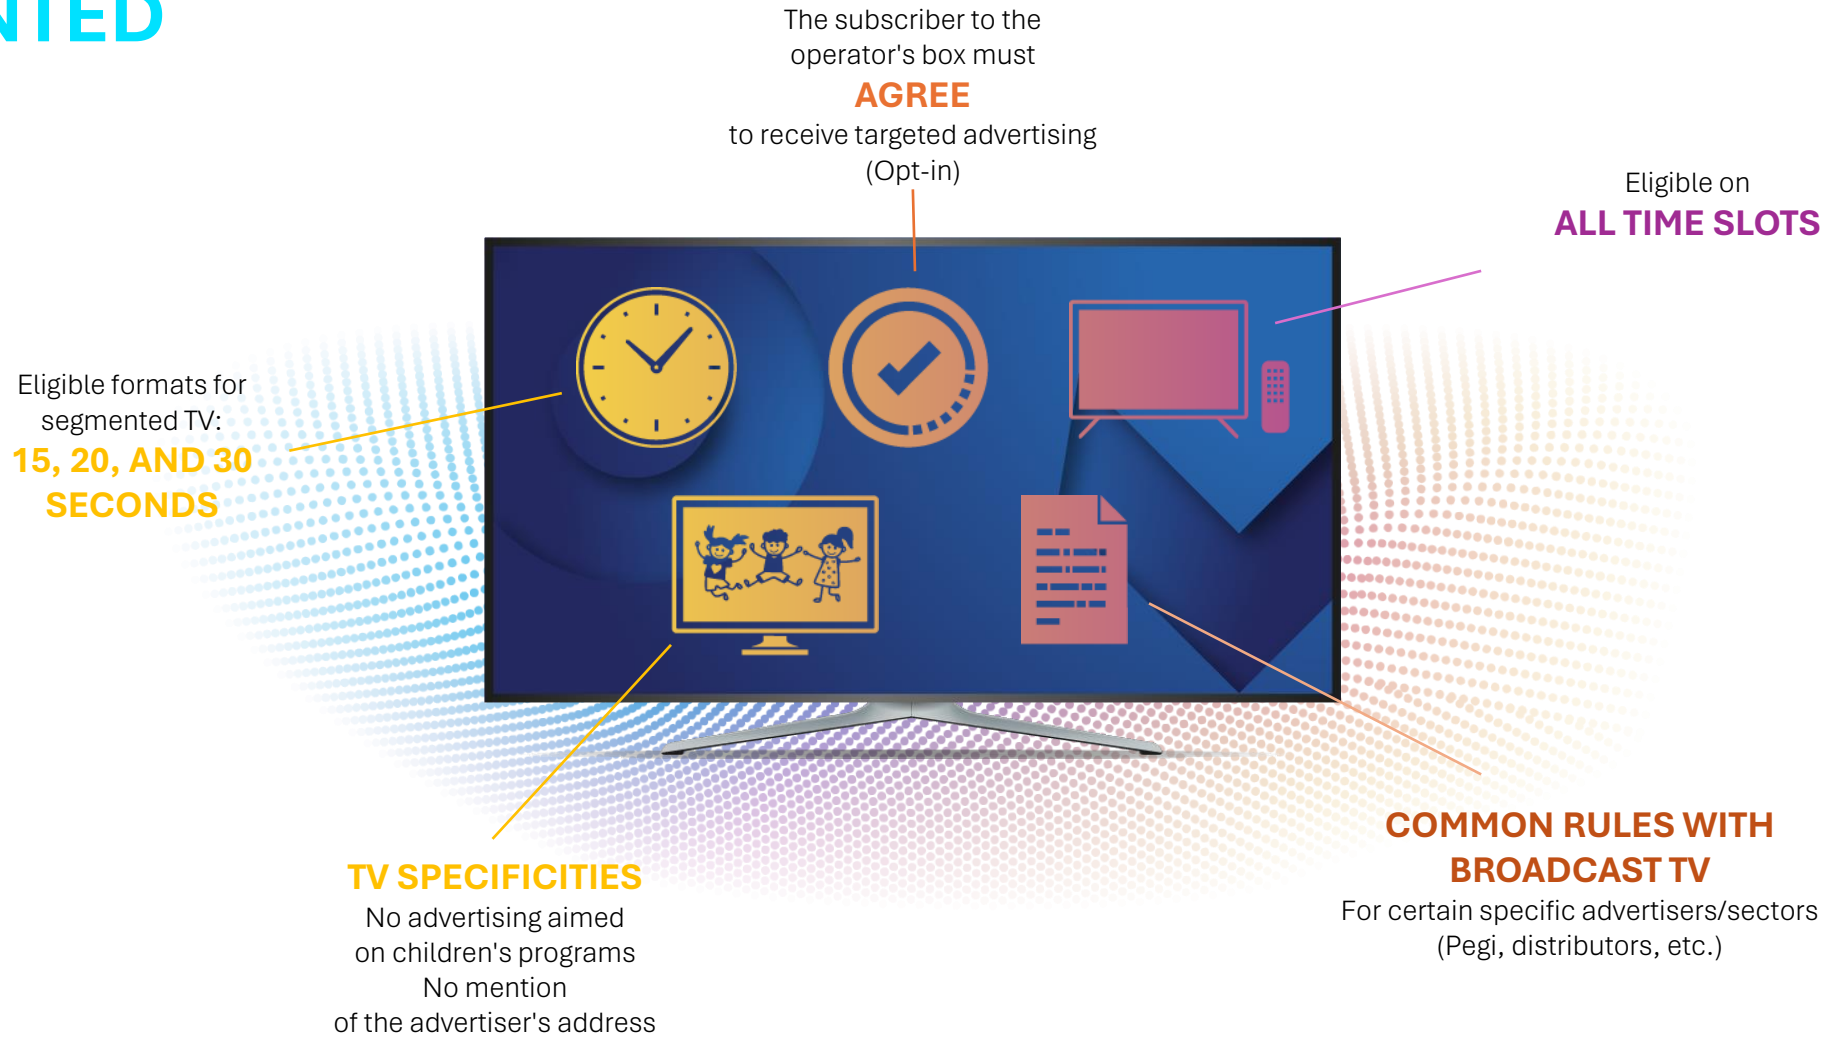 The subscriber to the
operator's box must
AGREE
to receive targeted advertising
(Opt-in)
Eligible on
ALL TIME SLOTS
Eligible formats for
segmented TV:
15, 20, AND 30
SECONDS
TV SPECIFICITIES
No advertising aimed
on children's programs
No mention
of the advertiser's address
COMMON RULES WITH
BROADCAST TV
For certain specific advertisers/sectors
(Pegi, distributors, etc.)